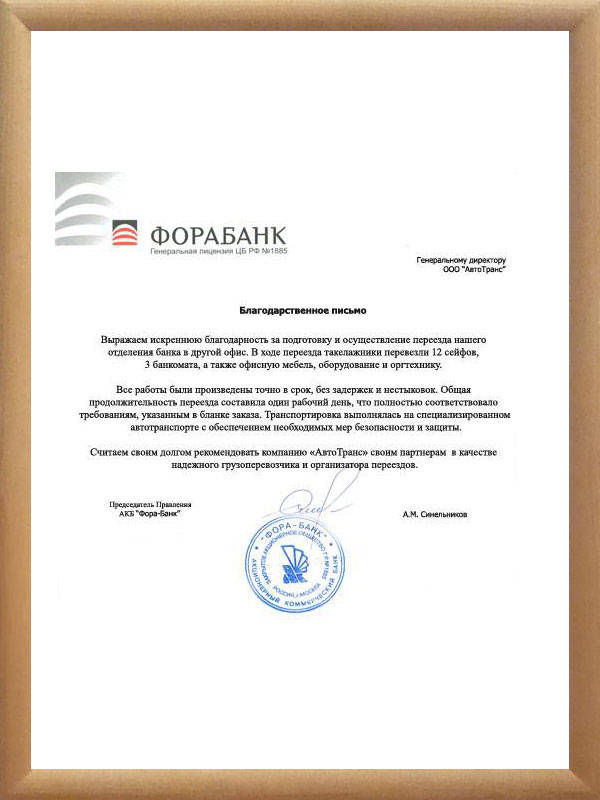 ФОРАБАНК
Генеральная лицензия ЦБ РФ №1885
Генеральному директору
ООО "АвтоТранс"
Благодарственное письмо
Выражаем искреннюю благодарность за подготовку и осуществление переезда нашего
отделения банка в другой офис. В ходе переезда такелажники перевезли 12 сейфов,
3 банкомата, а также офисную мебель, оборудование и оргтехнику.
Все работы были произведены точно в срок, без задержек и нестыковок. Общая
продолжительность переезда составила один рабочий день, что полностью соответствовало
требованиям, указанным в бланке заказа. Транспортировка выполнялась на специализированном
автотранспорте с обеспечением необходимых мер безопасности и защиты.
Считаем своим долгом рекомендовать компанию «АвтоТранс» своим партнерам в качестве
надежного грузоперевозчика и организатора переездов.
Председатель Правления
АКБ "Фора-Банк"
А.М. Синельников
"ФОРА-БАНК"
АКЦИОНЕРНЫЙ КОММЕРЧЕСКИЙ БАНК
ЗАКРЫТОЕ АКЦИОНЕРНОЕ ОБЩЕСТВО
РОССИЯ, г. МОСКВА